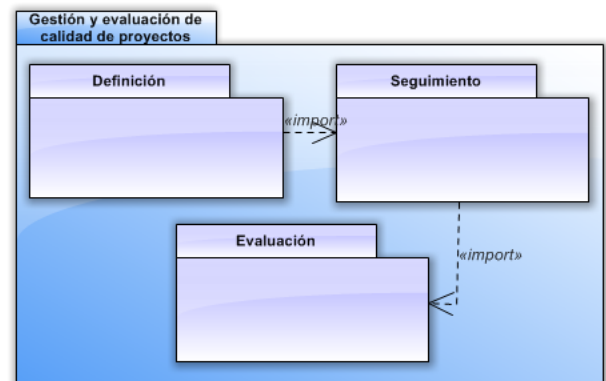 Gestión y evaluación de
calidad de proyectos
Definición
Seguimiento
«import»
Evaluación
«import»